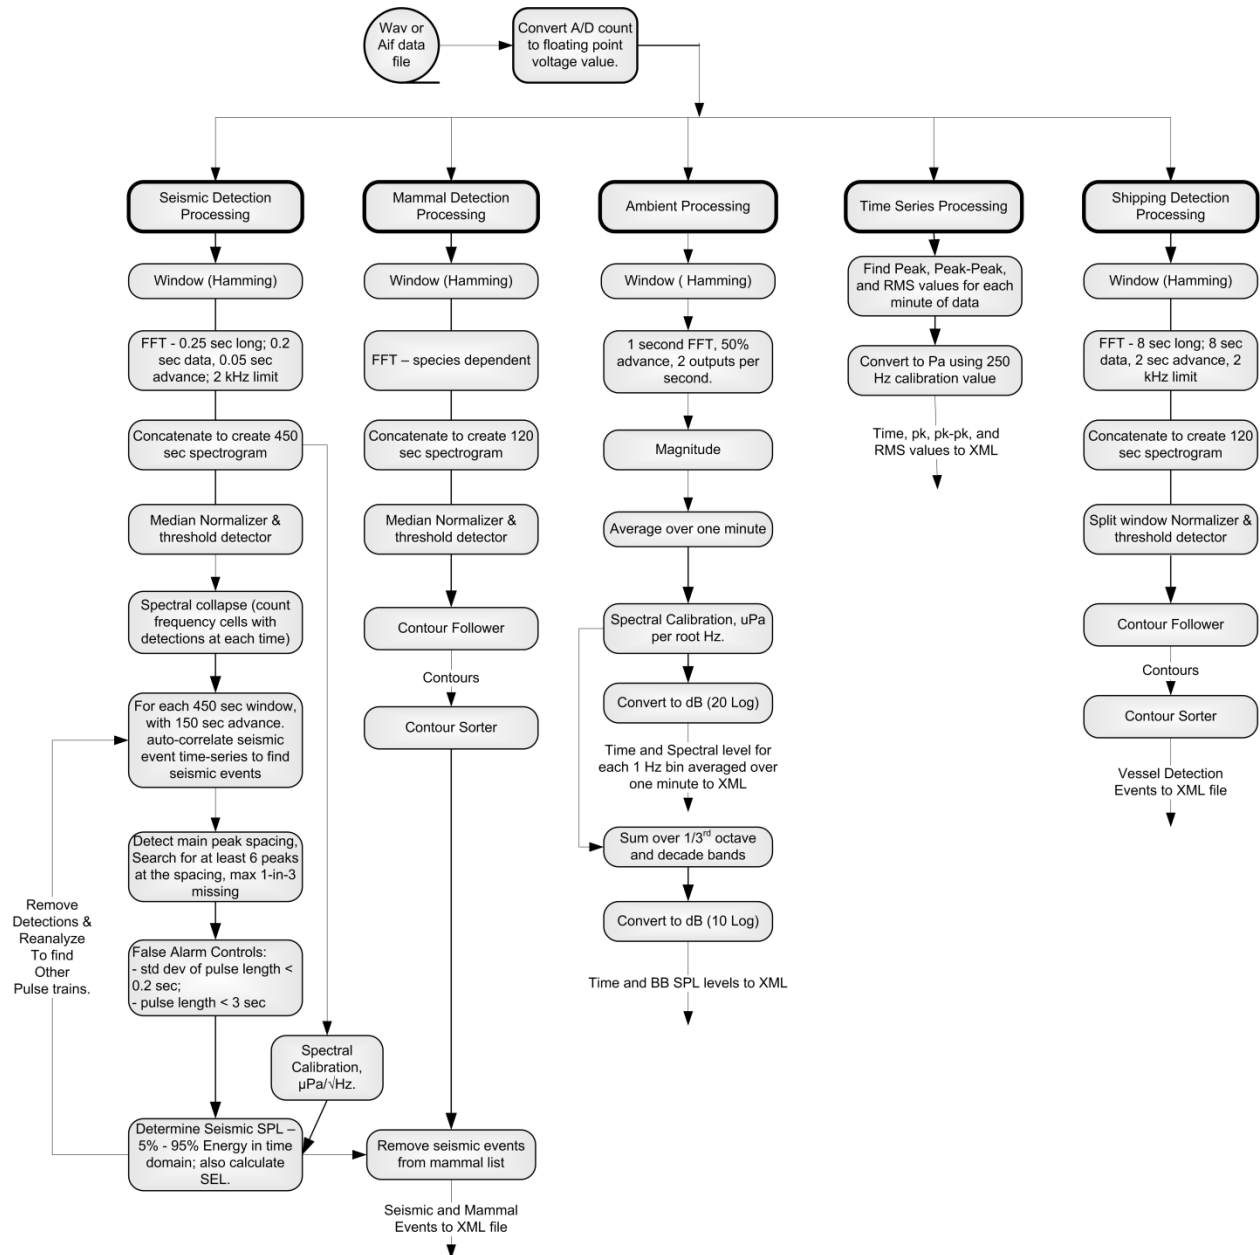 Wav or
Aif data
file
Convert A/D count
to floating point
voltage value.
Seismic Detection
Processing
Window (Hamming)
FFT - 0.25 sec long; 0.2
sec data, 0.05 sec
advance; 2 kHz limit
Concatenate to create 450
sec spectrogram
Median Normalizer &
threshold detector
Spectral collapse (count
frequency cells with
detections at each time)
For each 450 sec window,
with 150 sec advance.
auto-correlate seismic
event time-series to find
seismic events
Detect main peak spacing,
Search for at least 6 peaks
at the spacing, max 1-in-3
missing
Remove
Detections &
Reanalyze
To find
Other
Pulse trains.
False Alarm Controls:
- std dev of pulse length <
0.2 sec;
- pulse length < 3 sec
Spectral
Calibration,
µPa/√Hz.
Determine Seismic SPL –
5% - 95% Energy in time
domain; also calculate
SEL.
Mammal Detection
Processing
Window (Hamming)
FFT – species dependent
Concatenate to create 120
sec spectrogram
Median Normalizer &
threshold detector
Contour Follower
Contours
Contour Sorter
Remove seismic events
from mammal list
Seismic and Mammal
Events to XML file
Ambient Processing
Window ( Hamming)
1 second FFT, 50%
advance, 2 outputs per
second.
Magnitude
Average over one minute
Spectral Calibration, uPa
per root Hz.
Convert to dB (20 Log)
Time and Spectral level for
each 1 Hz bin averaged over
one minute to XML
Sum over 1/3rd octave
and decade bands
Convert to dB (10 Log)
Time and BB SPL levels to XML
Time Series Processing
Find Peak, Peak-Peak,
and RMS values for each
minute of data
Convert to Pa using 250
Hz calibration value
Time, pk, pk-pk, and
RMS values to XML
Shipping Detection
Processing
Window (Hamming)
FFT - 8 sec long; 8 sec
data, 2 sec advance, 2
kHz limit
Concatenate to create 120
sec spectrogram
Split window Normalizer &
threshold detector
Contour Follower
Contours
Contour Sorter
Vessel Detection
Events to XML file